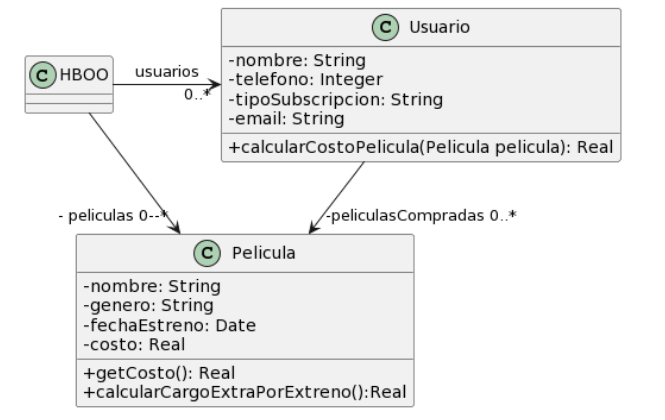 C Usuario
-nombre: String
-telefono: Integer
-tipoSubscripcion: String
-email: String
+calcularCostoPelicula(Pelicula pelicula): Real
C HBOO
usuarios
0..*
- peliculas 0--*
-peliculasCompradas 0..*
C Pelicula
-nombre: String
-genero: String
-fechaEstreno: Date
-costo: Real
+getCosto(): Real
+calcularCargoExtraPorExtreno():Real